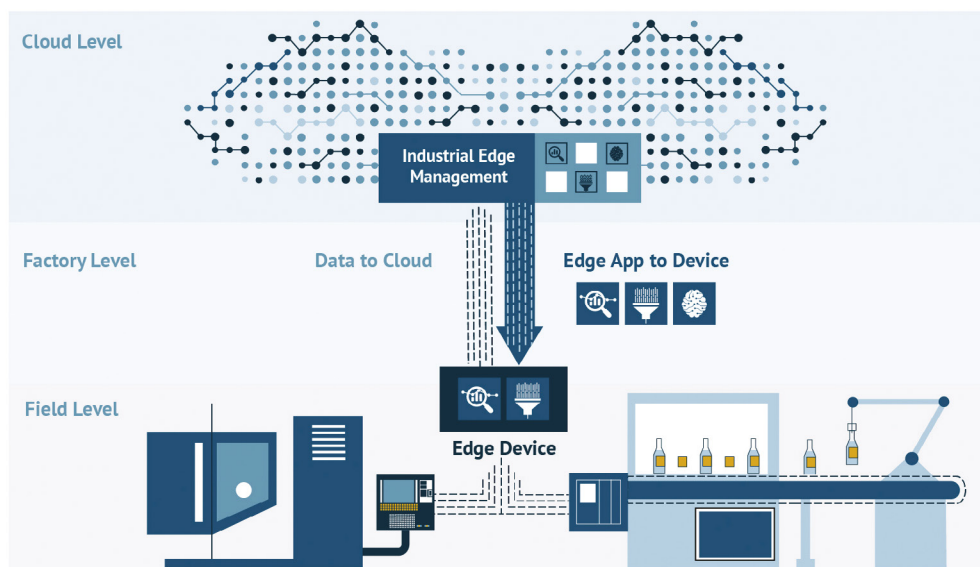 Cloud Level
Industrial Edge
Management
Factory Level
Data to Cloud
Edge App to Device
Field Level
Edge Device